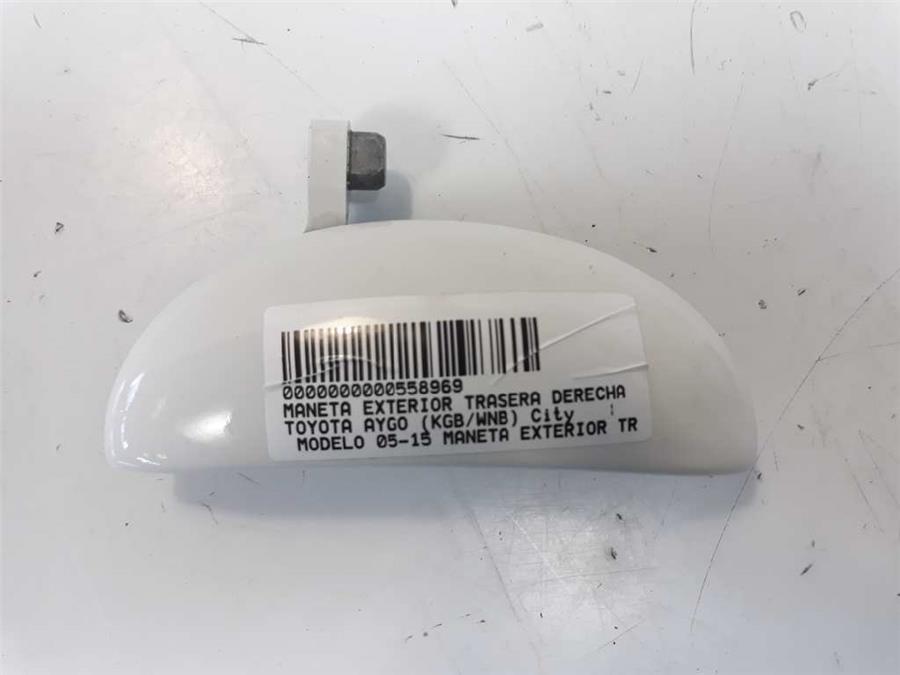 0000000000558969
MANETA EXTERIOR TRASERA DERECHA
TOYOTA AYGO (KGB/WNB) City
MODELO 05-15 MANETA EXTERIOR TR